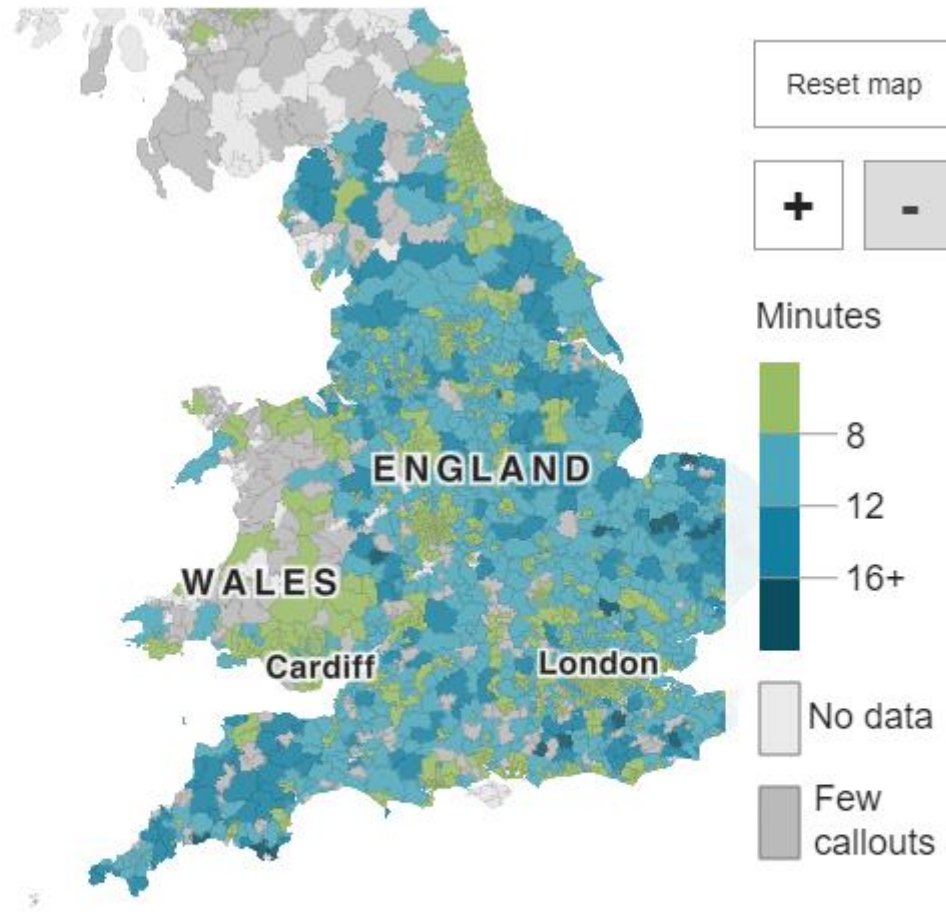 Reset map
+
-
Minutes
8
ENGLAND
12
16+
WALES
Cardiff
London
No data
Few
callouts